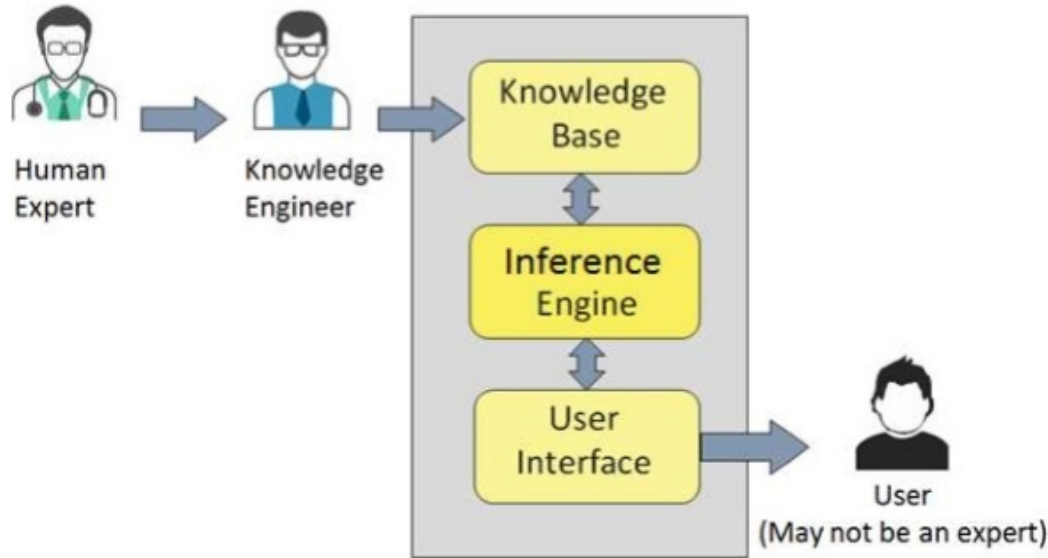 Human
Expert
Knowledge
Engineer
Knowledge
Base
Inference
Engine
User
Interface
User
(May not be an expert)